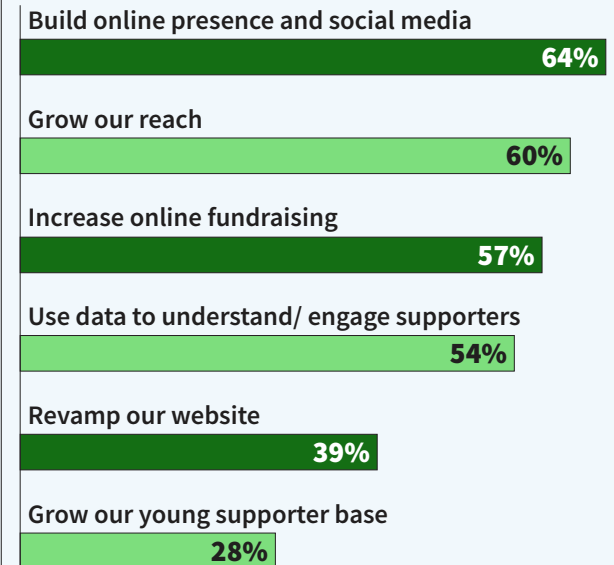 Build online presence and social media
64%
Grow our reach
60%
Increase online fundraising
57%
Use data to understand/ engage supporters
54%
Revamp our website
39%
Grow our young supporter base
28%